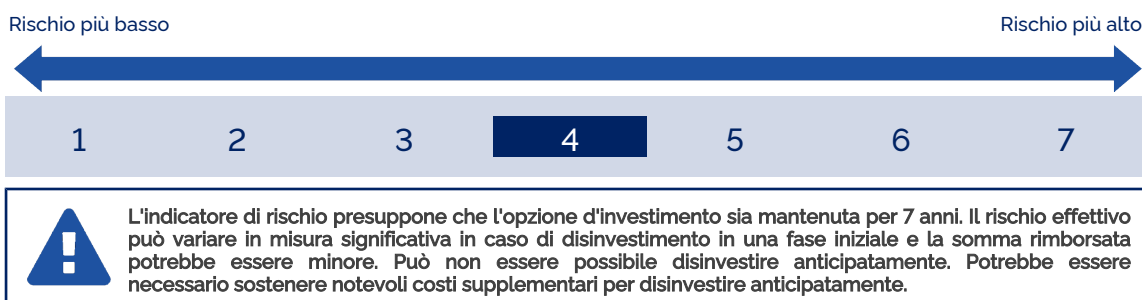 Rischio più basso Rischio più alto
1 2 3 4 5 6 7
L'indicatore di rischio presuppone che l'opzione d'investimento sia mantenuta per 7 anni. Il rischio effettivo
può variare in misura significativa in caso di disinvestimento in una fase iniziale e la somma rimborsata
potrebbe essere minore. Può non essere possibile disinvestire anticipatamente. Potrebbe essere
necessario sostenere notevoli costi supplementari per disinvestire anticipatamente.